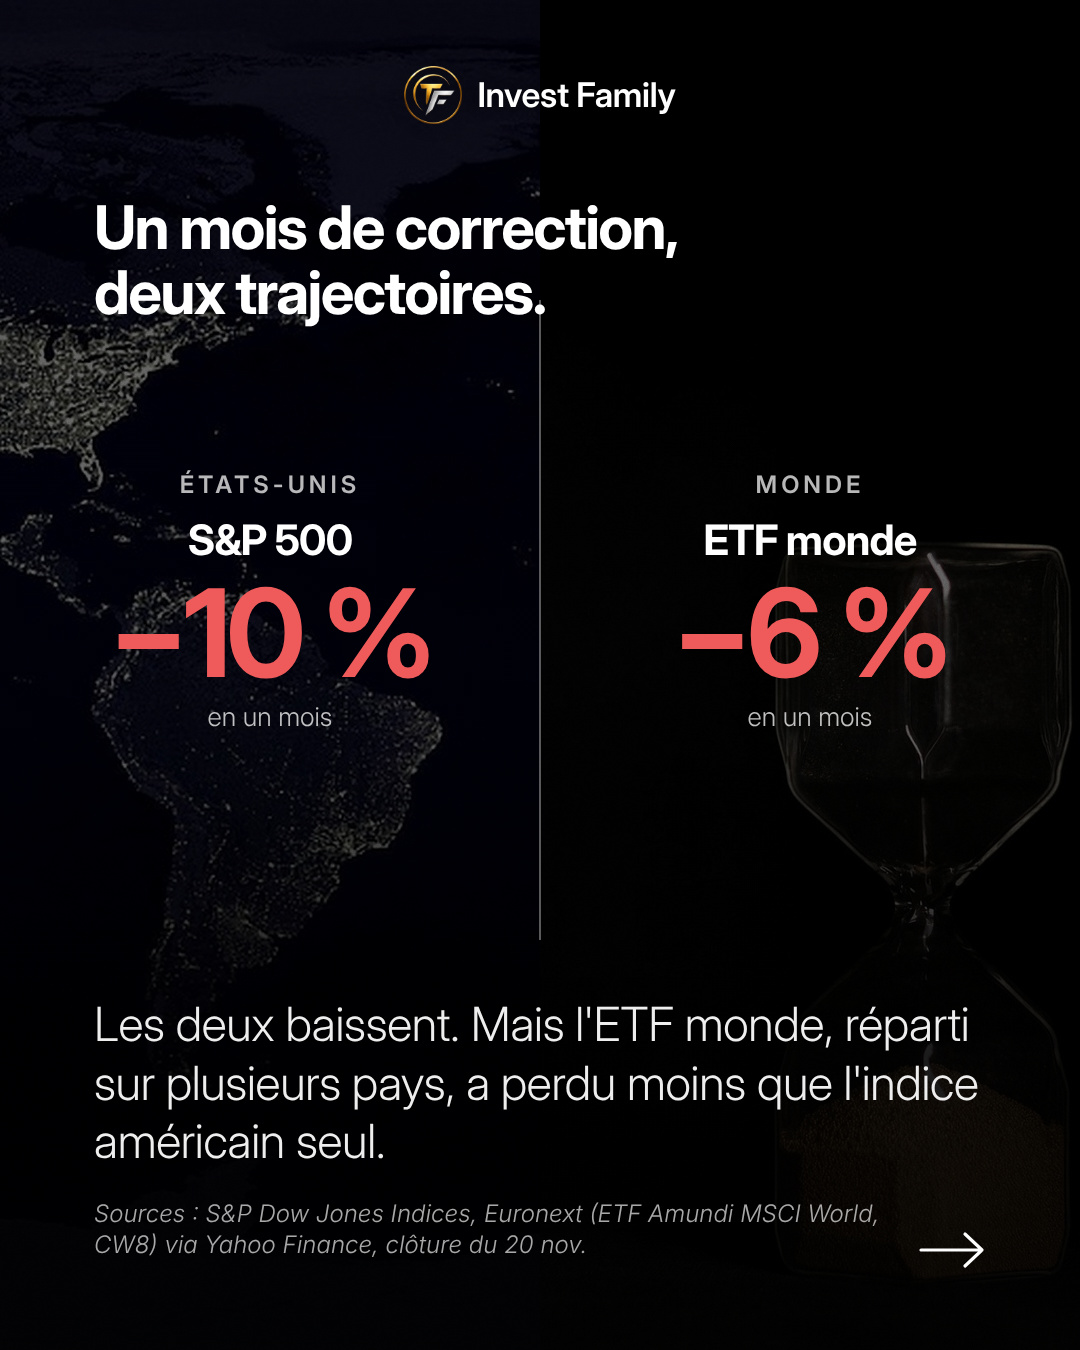 Invest Family
Un mois de correction,
deux trajectoires.
ÉTATS-UNIS
S&P 500
−10 %
en un mois
MONDE
ETF monde
−6 %
en un mois
Les deux baissent. Mais l'ETF monde, réparti
sur plusieurs pays, a perdu moins que l'indice
américain seul.
Sources : S&P Dow Jones Indices, Euronext (ETF Amundi MSCI World,
CW8) via Yahoo Finance, clôture du 20 nov.